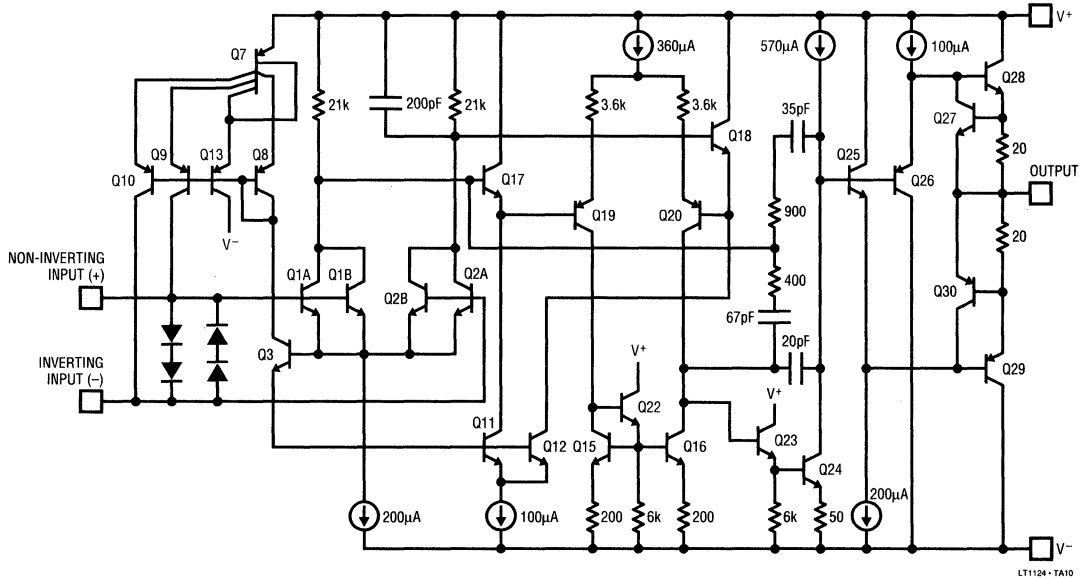 V+
Q7
360µA
570µA
100µA
Q28
21k
200pF
21k
3.6k
3.6k
35pF
Q27
Q18
20
Q9
Q13
Q8
Q25
OUTPUT
Q10
Q17
Q26
Q19
Q20
900
20
V−
NON-INVERTING
INPUT (+)
Q1A
Q1B
Q2B
Q2A
400
Q30
67pF
20pF
Q3
V+
INVERTING
INPUT (−)
Q29
V+
Q22
Q11
Q12
Q15
Q16
Q23
Q24
200µA
200µA
100µA
200
6k
200
6k
50
V−
LT1124 • TA10